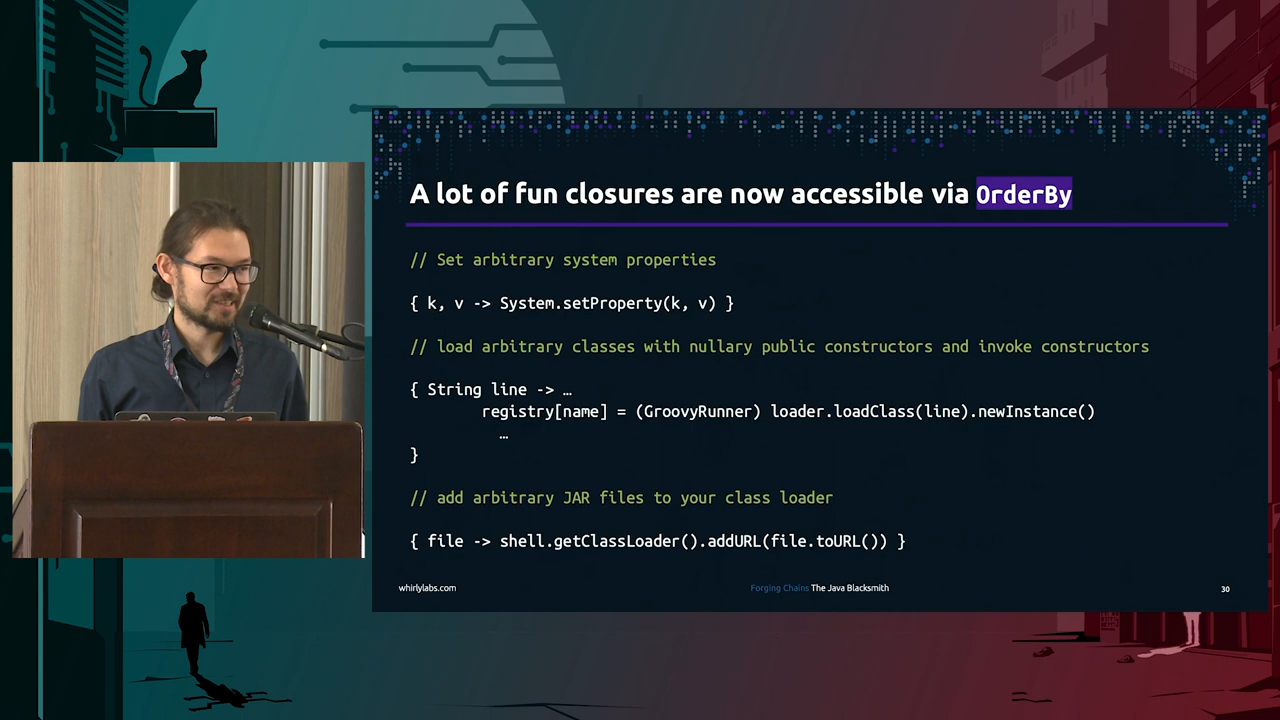 A lot of fun closures are now accessible via OrderBy
// Set arbitrary system properties
{ k, v -> System.setProperty(k, v) }
// load arbitrary classes with nullary public constructors and invoke constructors
{ String line -> …
registry[name] = (GroovyRunner) loader.loadClass(line).newInstance()
…
}
// add arbitrary JAR files to your class loader
{ file -> shell.getClassLoader().addURL(file.toURL()) }
whirlylabs.com
Forging Chains The Java Blacksmith
30